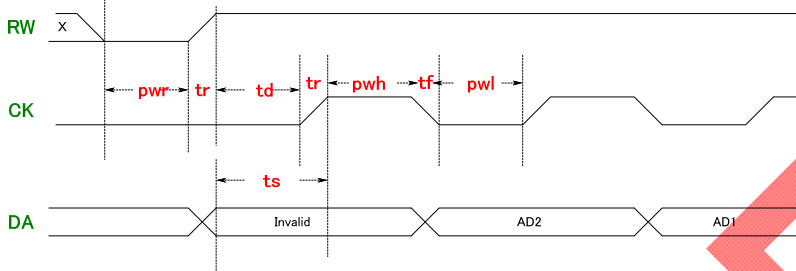 RW X
pwr tr td tr pwh tf pwl
CK
ts
DA Invalid AD2 AD1